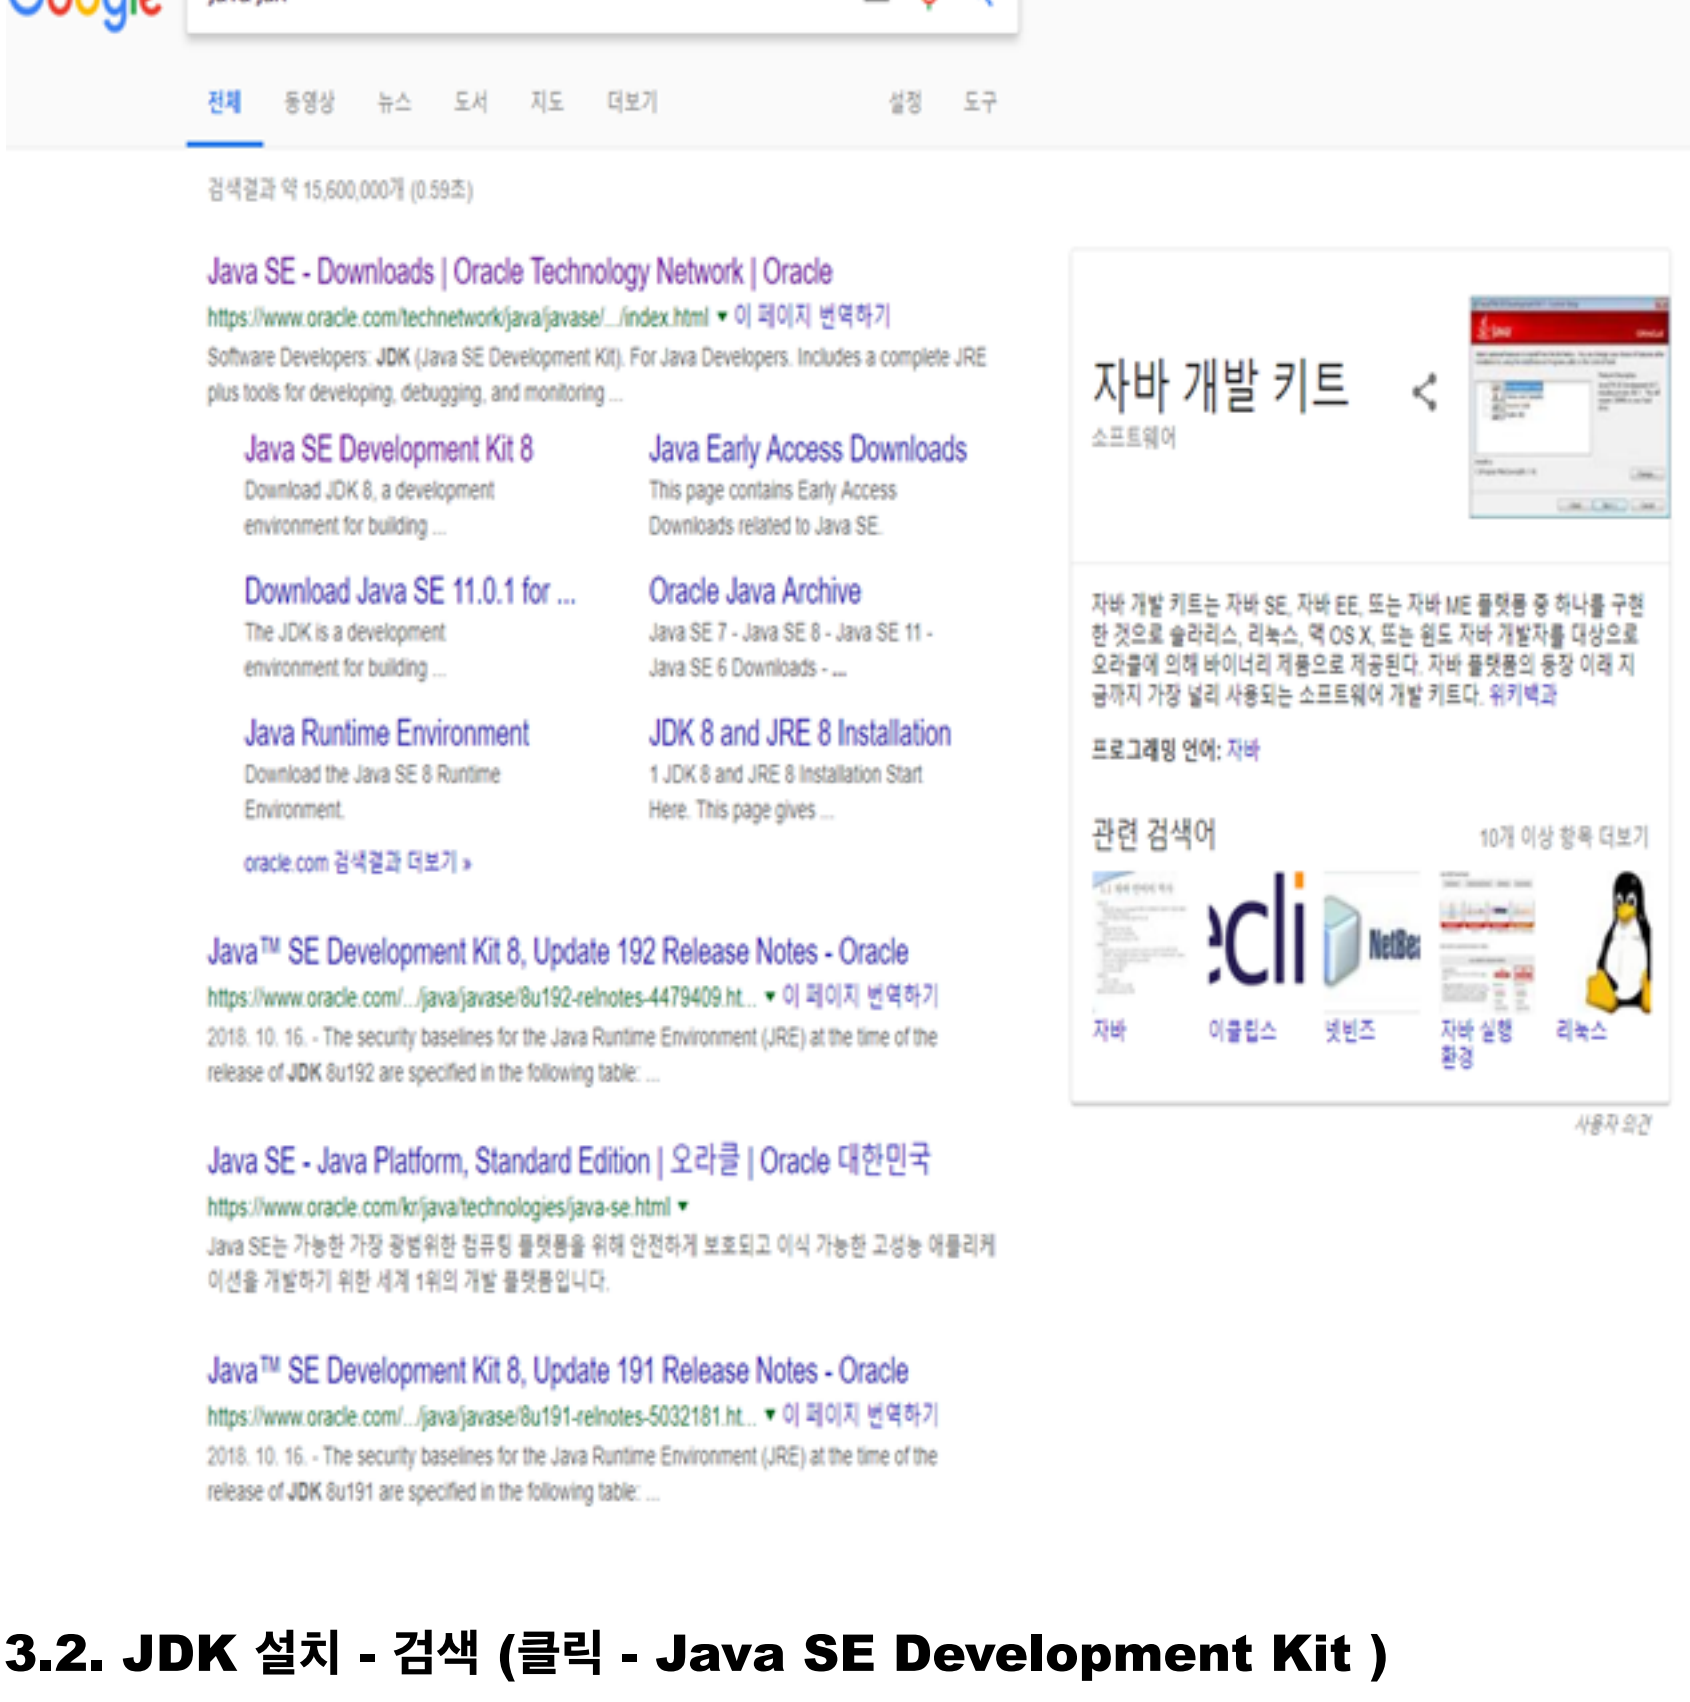 Google
java jdk
전체 동영상 뉴스 도서 지도 더보기 설정 도구
검색결과 약 15,600,000개 (0.59초)
Java SE - Downloads | Oracle Technology Network | Oracle
https://www.oracle.com/technetwork/java/javase/.../index.html ▼ 이 페이지 번역하기
Software Developers: JDK (Java SE Development Kit). For Java Developers. Includes a complete JRE
plus tools for developing, debugging, and monitoring ...
Java SE Development Kit 8
Download JDK 8, a development
environment for building ...
Java Early Access Downloads
This page contains Early Access
Downloads related to Java SE.
Download Java SE 11.0.1 for ...
The JDK is a development
environment for building ...
Oracle Java Archive
Java SE 7 - Java SE 8 - Java SE 11 -
Java SE 6 Downloads - ...
Java Runtime Environment
Download the Java SE 8 Runtime
Environment.
JDK 8 and JRE 8 Installation
1 JDK 8 and JRE 8 Installation Start
Here. This page gives ...
oracle.com 검색결과 더보기 »
Java™ SE Development Kit 8, Update 192 Release Notes - Oracle
https://www.oracle.com/.../java/javase/8u192-relnotes-4479409.ht... ▼ 이 페이지 번역하기
2018. 10. 16. - The security baselines for the Java Runtime Environment (JRE) at the time of the
release of JDK 8u192 are specified in the following table: ...
Java SE - Java Platform, Standard Edition | 오라클 | Oracle 대한민국
https://www.oracle.com/kr/java/technologies/java-se.html ▼
Java SE는 가능한 가장 광범위한 컴퓨팅 플랫폼을 위해 안전하게 보호되고 이식 가능한 고성능 애플리케
이션을 개발하기 위한 세계 1위의 개발 플랫폼입니다.
Java™ SE Development Kit 8, Update 191 Release Notes - Oracle
https://www.oracle.com/.../java/javase/8u191-relnotes-5032181.ht... ▼ 이 페이지 번역하기
2018. 10. 16. - The security baselines for the Java Runtime Environment (JRE) at the time of the
release of JDK 8u191 are specified in the following table: ...
자바 개발 키트
소프트웨어
자바 개발 키트는 자바 SE, 자바 EE, 또는 자바 ME 플랫폼 중 하나를 구현
한 것으로 솔라리스, 리눅스, 맥 OS X, 또는 윈도 자바 개발자를 대상으로
오라클에 의해 바이너리 제품으로 제공된다. 자바 플랫폼의 등장 이래 지
금까지 가장 널리 사용되는 소프트웨어 개발 키트다. 위키백과
프로그래밍 언어: 자바
관련 검색어 10개 이상 항목 더보기
ecli
NetBea
자바 이클립스 넷빈즈 자바 실행 리눅스
환경
사용자 의견
3.2. JDK 설치 - 검색 (클릭 - Java SE Development Kit )